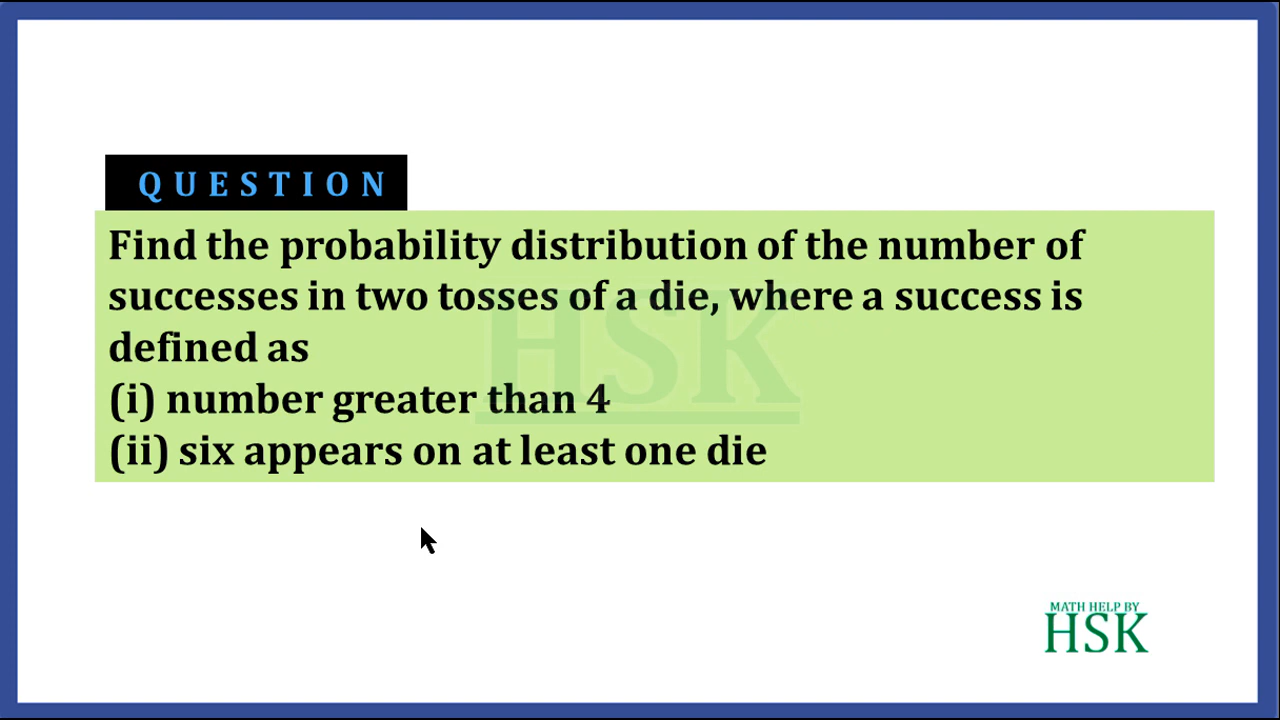 QUESTION
Find the probability distribution of the number of
successes in two tosses of a die, where a success is
defined as
(i) number greater than 4
(ii) six appears on at least one die
HSK
MATH HELP BY
HSK